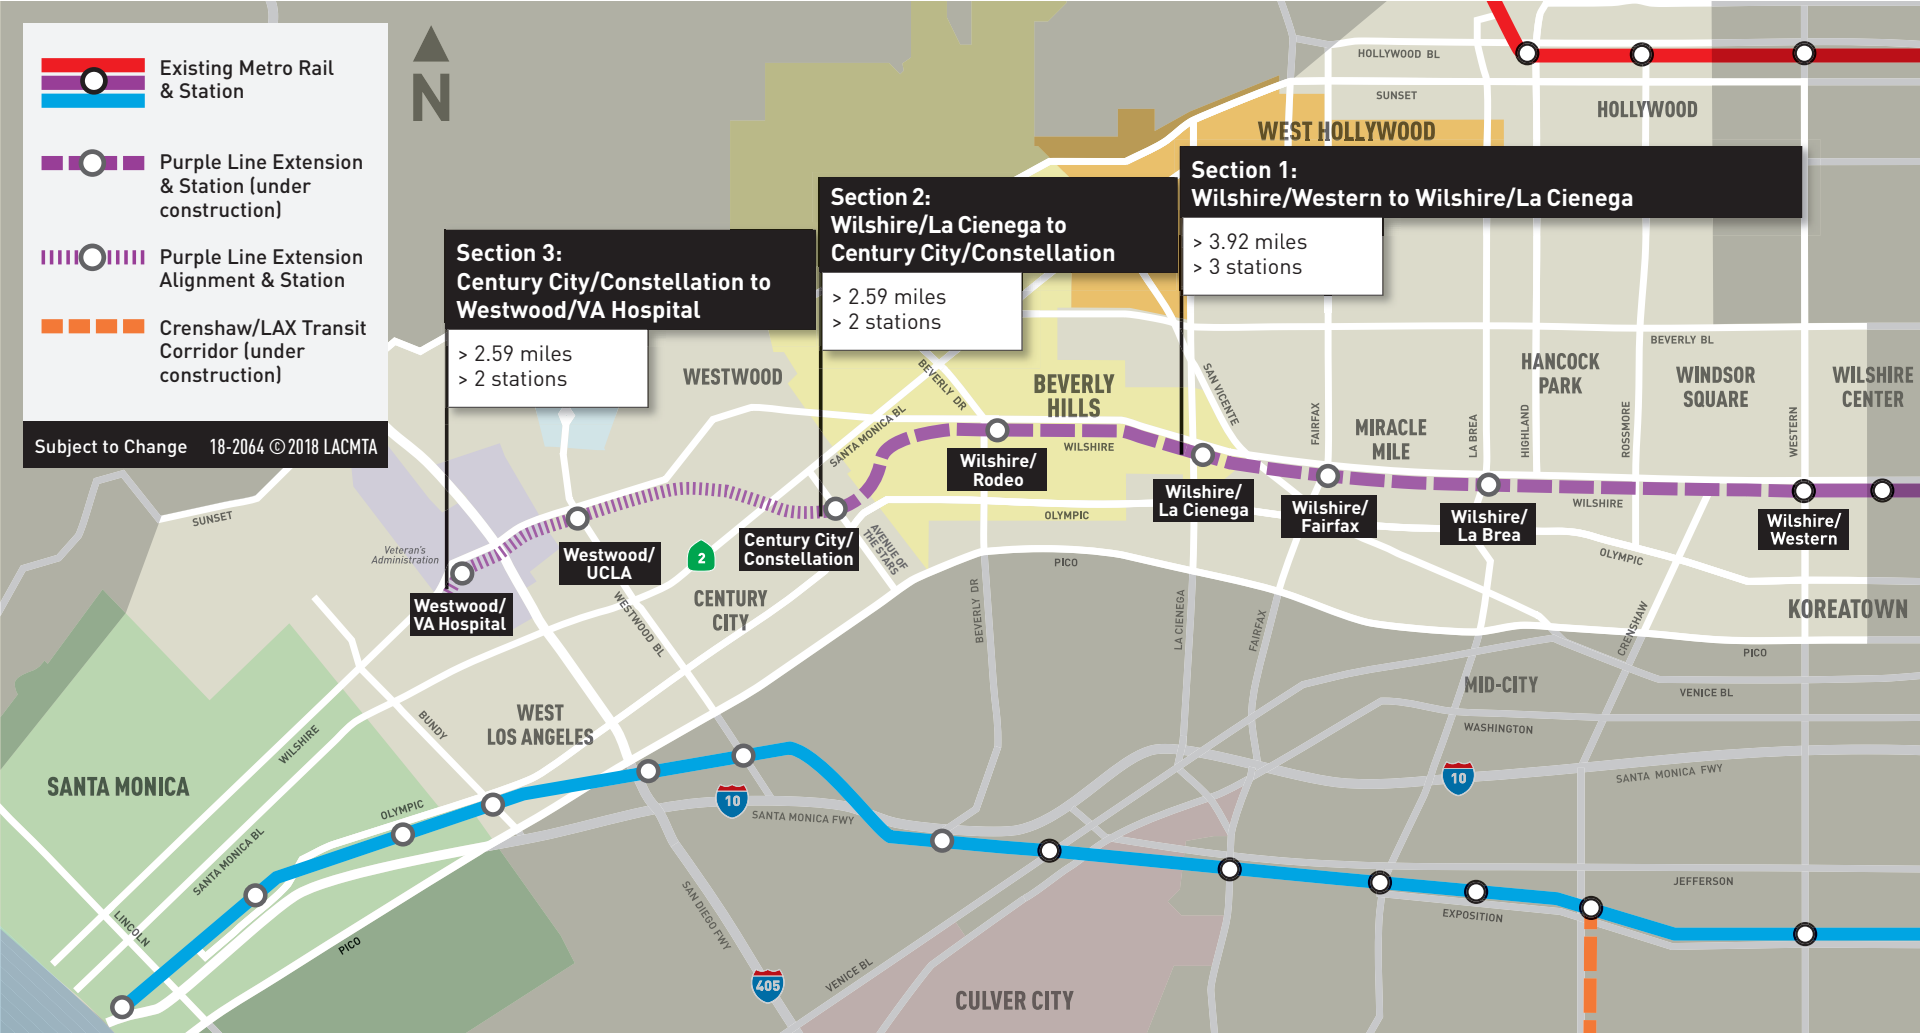 Existing Metro Rail
& Station
Purple Line Extension
& Station (under
construction)
Purple Line Extension
Alignment & Station
Crenshaw/LAX Transit
Corridor (under
construction)
Subject to Change 18-2064 © 2018 LACMTA
N
HOLLYWOOD BL
SUNSET
HOLLYWOOD
WEST HOLLYWOOD
Section 1:
Wilshire/Western to Wilshire/La Cienega
> 3.92 miles
> 3 stations
Section 2:
Wilshire/La Cienega to
Century City/Constellation
> 2.59 miles
> 2 stations
Section 3:
Century City/Constellation to
Westwood/VA Hospital
> 2.59 miles
> 2 stations
WESTWOOD
BEVERLY DR
SANTA MONICA BL
BEVERLY
HILLS
WILSHIRE
SAN VICENTE
FAIRFAX
MIRACLE
MILE
LA BREA
HIGHLAND
HANCOCK
PARK
ROSSMORE
BEVERLY BL
WINDSOR
SQUARE
WESTERN
WILSHIRE
CENTER
WILSHIRE
Wilshire/
Rodeo
Wilshire/
La Cienega
Wilshire/
Fairfax
Wilshire/
La Brea
Wilshire/
Western
SUNSET
Veteran's
Administration
Westwood/
VA Hospital
Westwood/
UCLA
2
Century City/
Constellation
AVENUE OF
THE STARS
OLYMPIC
PICO
OLYMPIC
KOREATOWN
CENTURY
CITY
WESTWOOD BL
BEVERLY DR
LA CIENEGA
FAIRFAX
CRENSHAW
PICO
MID-CITY
VENICE BL
WASHINGTON
10
SANTA MONICA FWY
WEST
LOS ANGELES
BUNDY
WILSHIRE
SANTA MONICA
OLYMPIC
SANTA MONICA BL
LINCOLN
PICO
10
SANTA MONICA FWY
SAN DIEGO FWY
405
VENICE BL
CULVER CITY
JEFFERSON
EXPOSITION